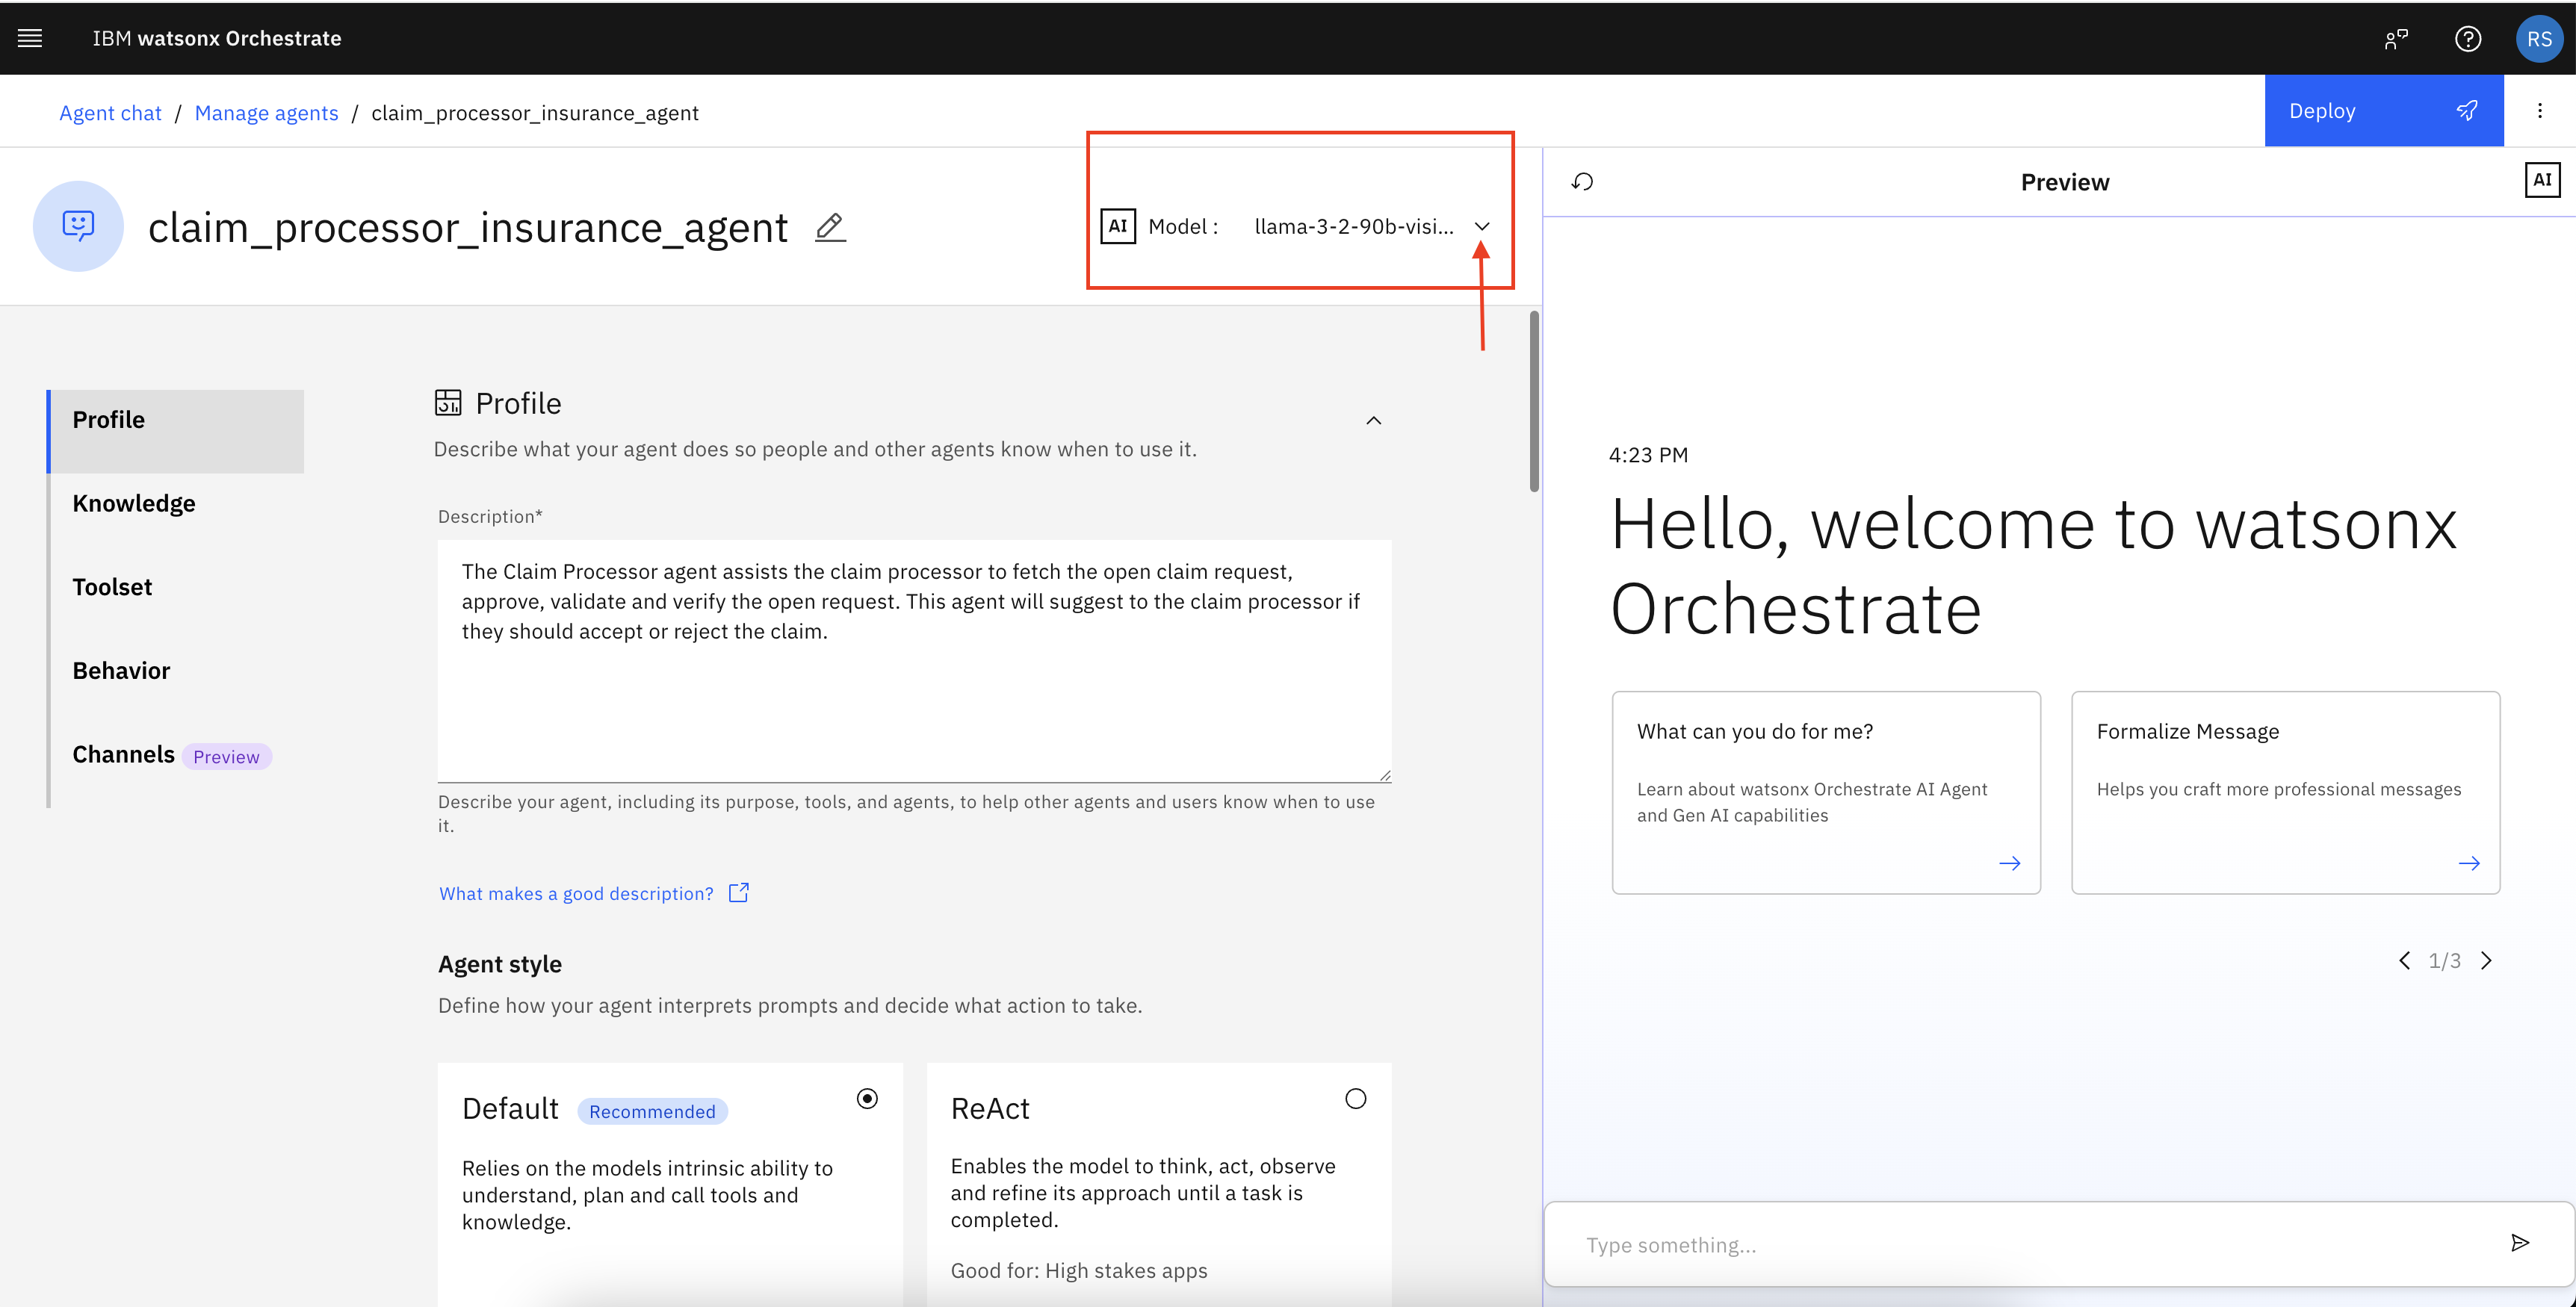 IBM watsonx Orchestrate
RS
Agent chat / Manage agents / claim_processor_insurance_agent
Deploy
claim_processor_insurance_agent
AI Model : llama-3-2-90b-visi...
Preview
AI
Profile
Knowledge
Toolset
Behavior
Channels Preview
Profile
Describe what your agent does so people and other agents know when to use it.
Description*
The Claim Processor agent assists the claim processor to fetch the open claim request,
approve, validate and verify the open request. This agent will suggest to the claim processor if
they should accept or reject the claim.
Describe your agent, including its purpose, tools, and agents, to help other agents and users know when to use
it.
What makes a good description?
Agent style
Define how your agent interprets prompts and decide what action to take.
Default Recommended
Relies on the models intrinsic ability to
understand, plan and call tools and
knowledge.
ReAct
Enables the model to think, act, observe
and refine its approach until a task is
completed.
Good for: High stakes apps
4:23 PM
Hello, welcome to watsonx
Orchestrate
What can you do for me?
Learn about watsonx Orchestrate AI Agent
and Gen AI capabilities
Formalize Message
Helps you craft more professional messages
1/3
Type something...